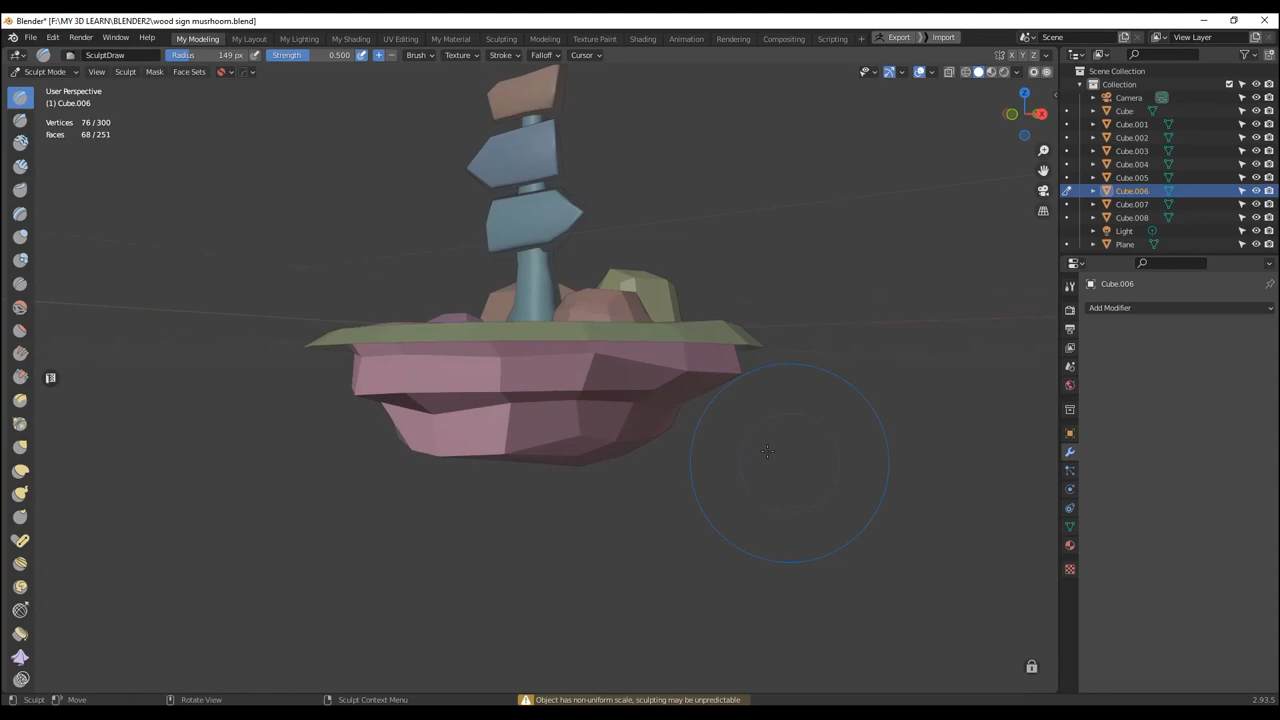 Blender* [F:\MY 3D LEARN\BLENDER2\wood sign musrhoom.blend]
File Edit Render Window Help My Modeling My Layout My Lighting My Shading UV Editing My Material Sculpting Modeling Texture Paint Shading Animation Rendering Compositing Scripting + Export Import Scene View Layer
SculptDraw Radius 149 px Strength 0.500 Brush Texture Stroke Falloff Cursor
Sculpt Mode View Sculpt Mask Face Sets X Y Z
User Perspective
(1) Cube.006
Vertices 76 / 300
Faces 68 / 251
Z
X
Scene Collection
Collection
Camera
Cube
Cube.001
Cube.002
Cube.003
Cube.004
Cube.005
Cube.006
Cube.007
Cube.008
Light
Plane
Cube.006
Add Modifier
Sculpt Move Rotate View Sculpt Context Menu Object has non-uniform scale, sculpting may be unpredictable 2.93.5